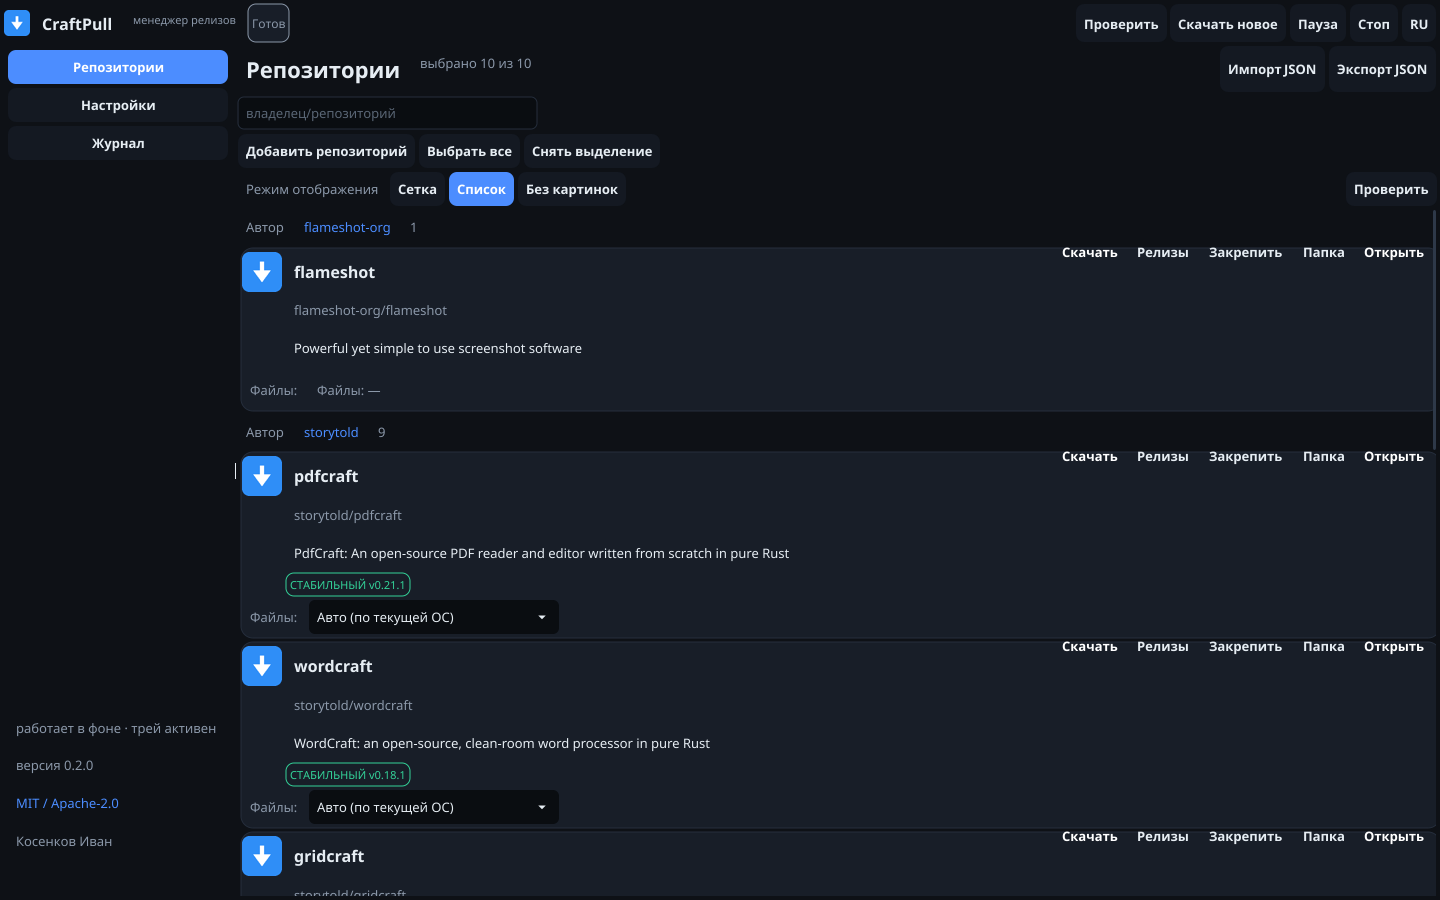 CraftPull менеджер релизов Готов Проверить Скачать новое Пауза Стоп RU
Репозитории
Настройки
Журнал
работает в фоне · трей активен
версия 0.2.0
MIT / Apache-2.0
Косенков Иван
Репозитории выбрано 10 из 10 Импорт JSON Экспорт JSON
владелец/репозиторий
Добавить репозиторий Выбрать все Снять выделение
Режим отображения Сетка Список Без картинок Проверить
Автор flameshot-org 1
Скачать Релизы Закрепить Папка Открыть
flameshot
flameshot-org/flameshot
Powerful yet simple to use screenshot software
Файлы: Файлы: —
Автор storytold 9
Скачать Релизы Закрепить Папка Открыть
pdfcraft
storytold/pdfcraft
PdfCraft: An open-source PDF reader and editor written from scratch in pure Rust
СТАБИЛЬНЫЙ v0.21.1
Файлы: Авто (по текущей ОС)
Скачать Релизы Закрепить Папка Открыть
wordcraft
storytold/wordcraft
WordCraft: an open-source, clean-room word processor in pure Rust
СТАБИЛЬНЫЙ v0.18.1
Файлы: Авто (по текущей ОС)
Скачать Релизы Закрепить Папка Открыть
gridcraft
storytold/gridcraft